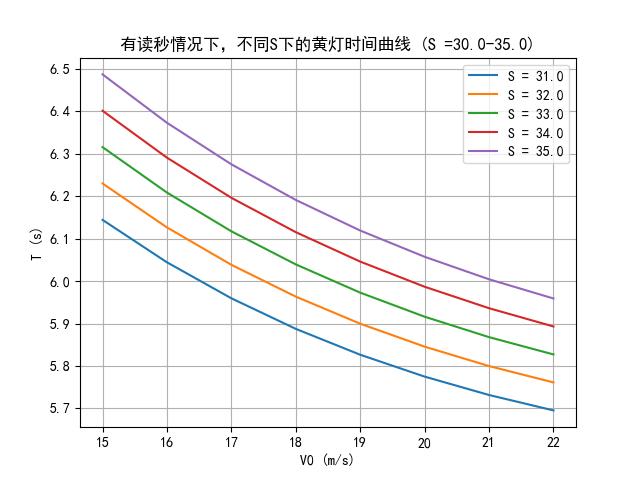 有读秒情况下，不同S下的黄灯时间曲线 (S =30.0-35.0)
6.5
6.4
6.3
6.2
6.1
6.0
5.9
5.8
5.7
T (s)
S = 31.0
S = 32.0
S = 33.0
S = 34.0
S = 35.0
15 16 17 18 19 20 21 22
V0 (m/s)